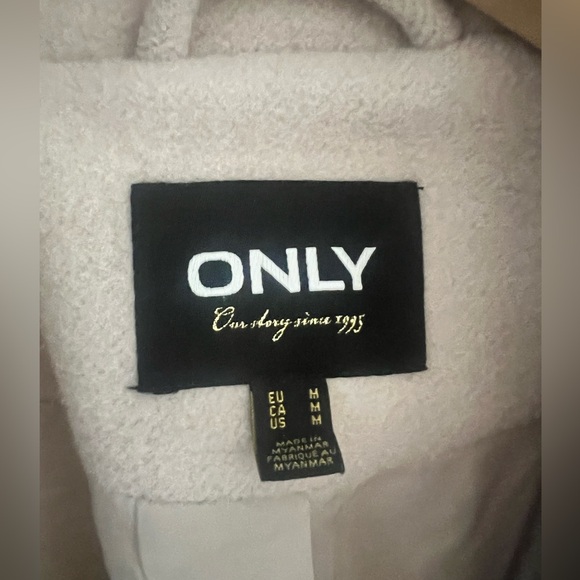 ONLY
Our story since 1995
EU M
CA M
US M
MADE IN
MYANMAR
FABRIQUÉ AU
MYANMAR